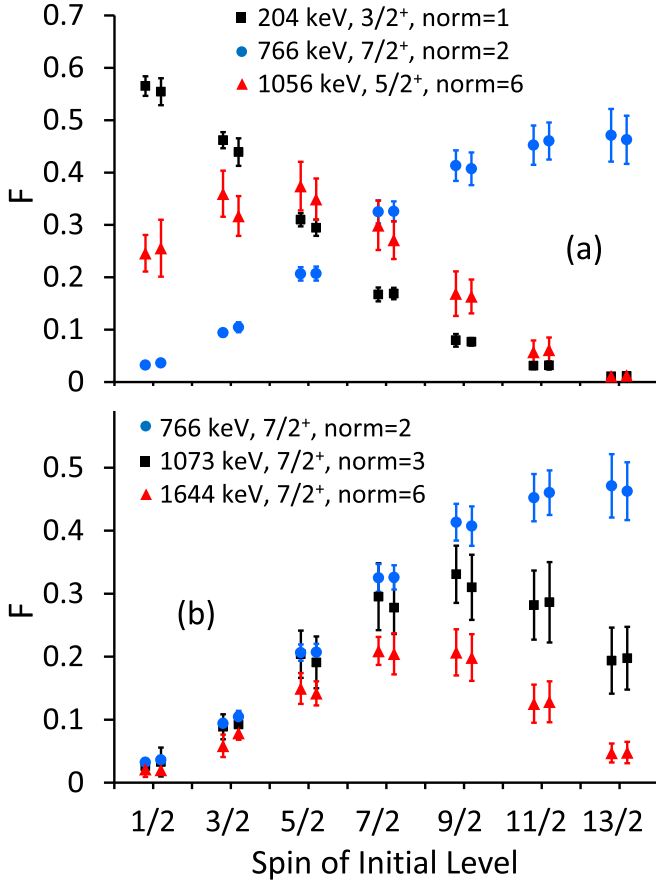 0.7
0.6
0.5
0.4
0.3
0.2
0.1
0
F
204 keV, 3/2⁺, norm=1
766 keV, 7/2⁺, norm=2
1056 keV, 5/2⁺, norm=6
(a)
0.5
0.4
0.3
0.2
0.1
0
F
766 keV, 7/2⁺, norm=2
1073 keV, 7/2⁺, norm=3
1644 keV, 7/2⁺, norm=6
(b)
1/2 3/2 5/2 7/2 9/2 11/2 13/2
Spin of Initial Level